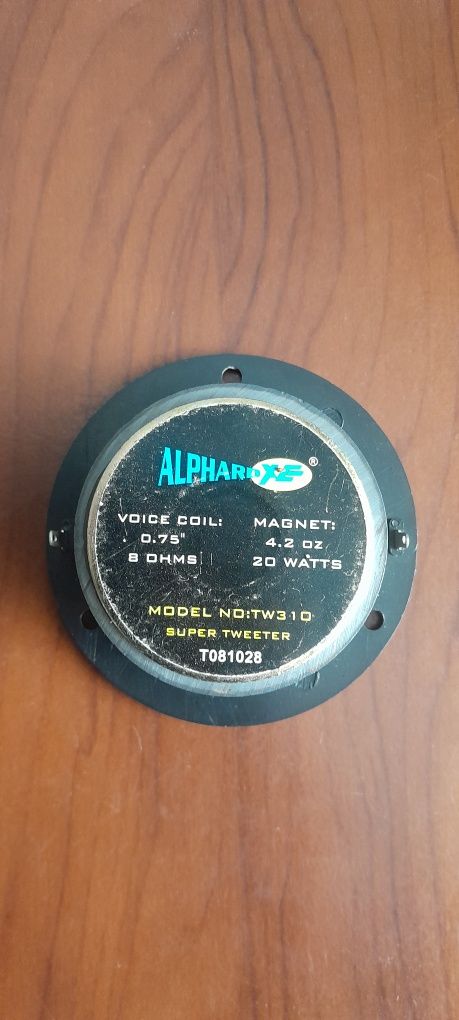 ALPHARD XE ®
VOICE COIL: MAGNET:
0.75" 4.2 OZ
8 OHMS 20 WATTS
MODEL NO:TW310
SUPER TWEETER
T081028